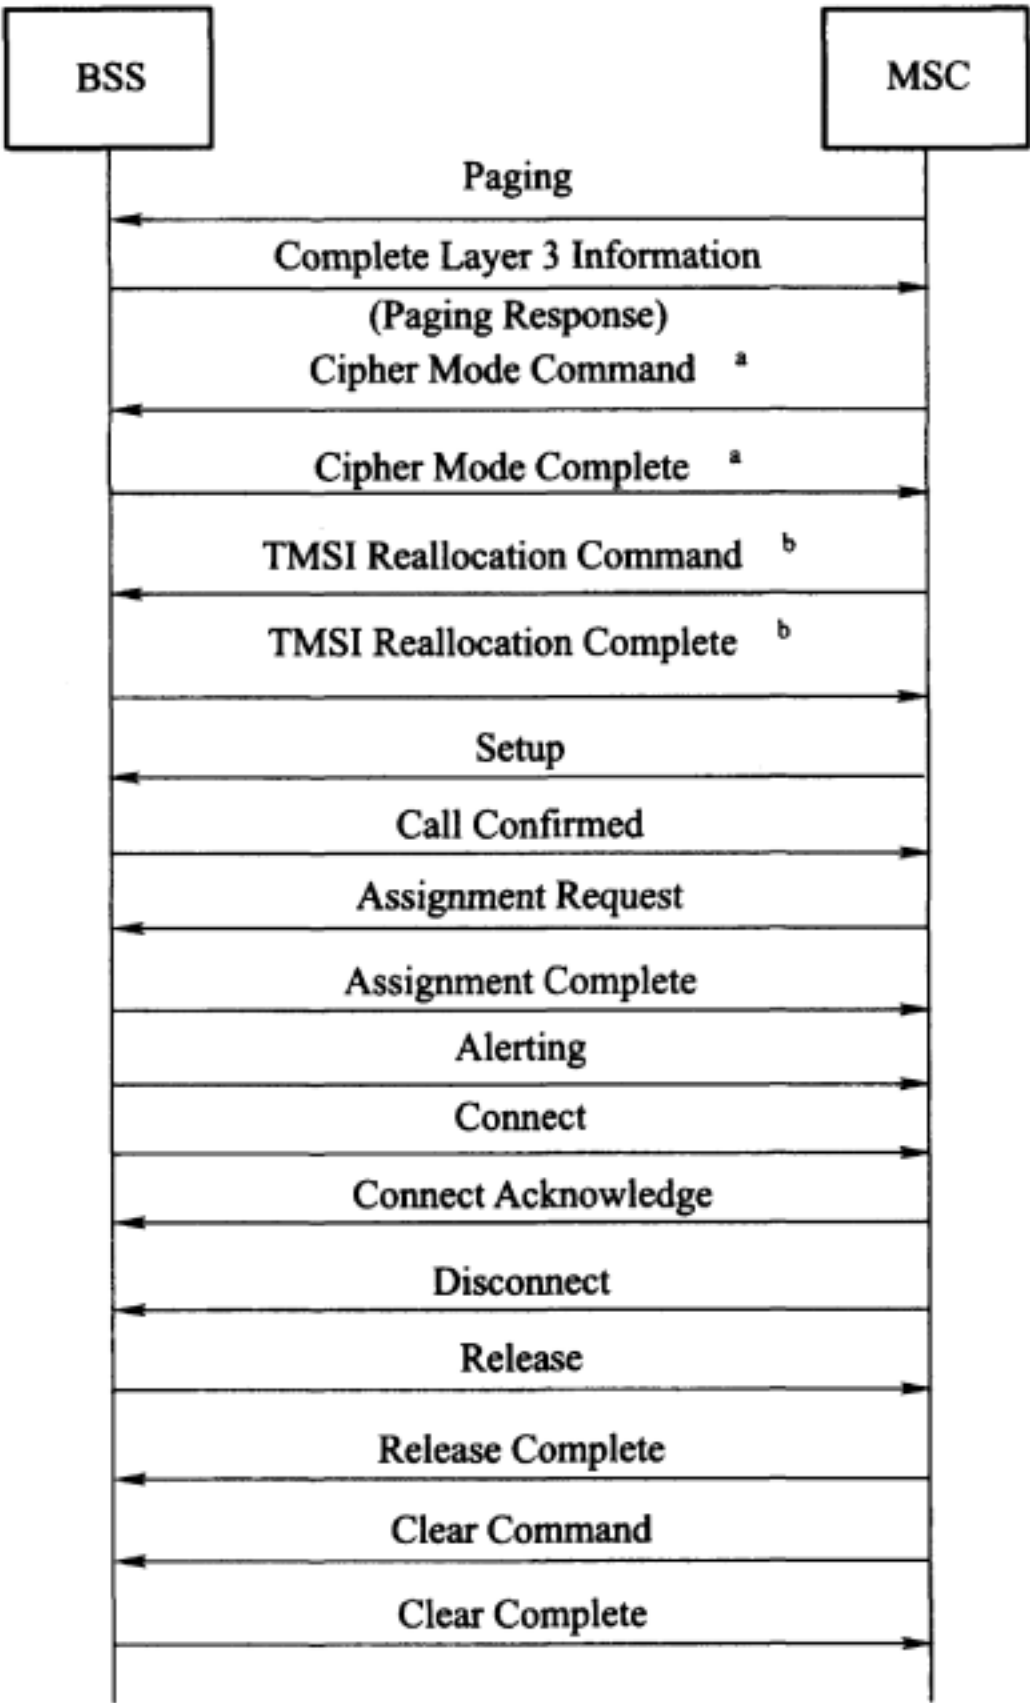 BSS
MSC
Paging
Complete Layer 3 Information
(Paging Response)
Cipher Mode Command a
Cipher Mode Complete a
TMSI Reallocation Command b
TMSI Reallocation Complete b
Setup
Call Confirmed
Assignment Request
Assignment Complete
Alerting
Connect
Connect Acknowledge
Disconnect
Release
Release Complete
Clear Command
Clear Complete